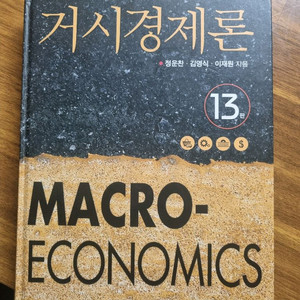 거시경제론
정운찬 · 김영식 · 이재원 지음
13판
$
MACRO-
ECONOMICS